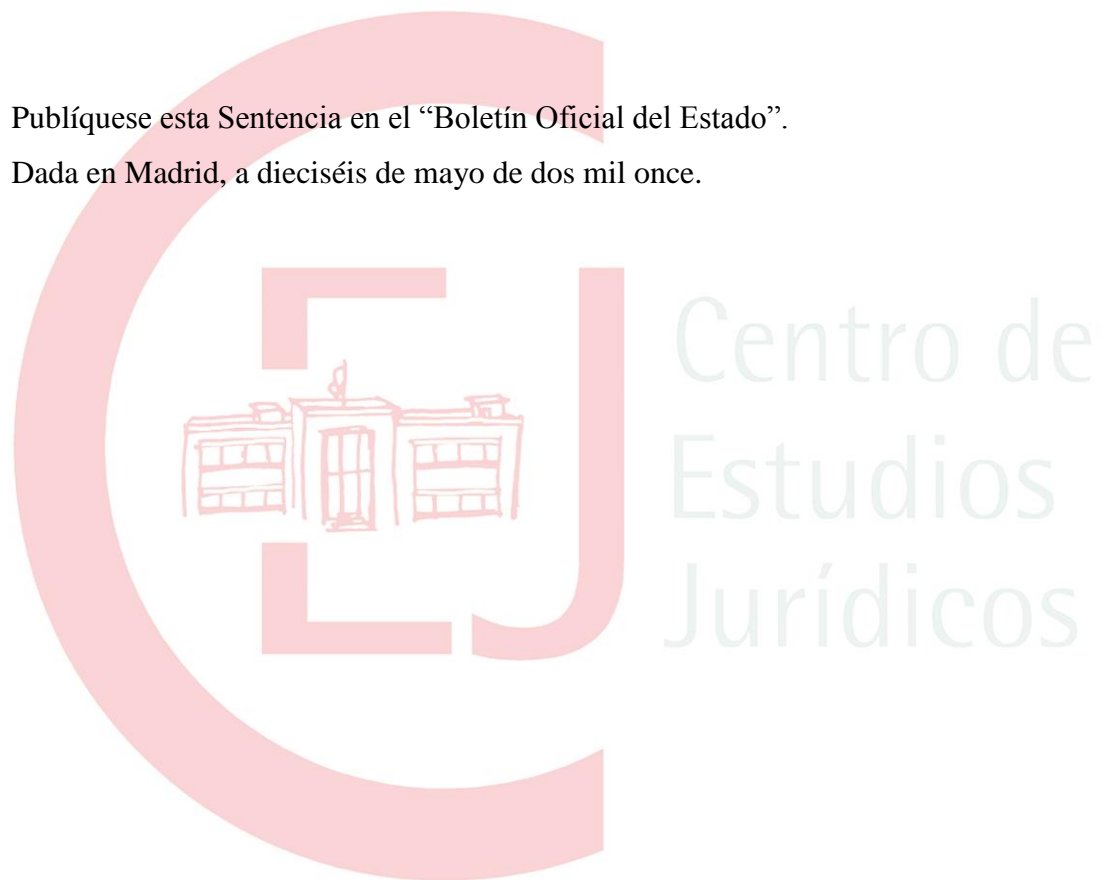 Publíquese esta Sentencia en el “Boletín Oficial del Estado”.
Dada en Madrid, a dieciséis de mayo de dos mil once.
CEJ
Centro de
Estudios
Jurídicos